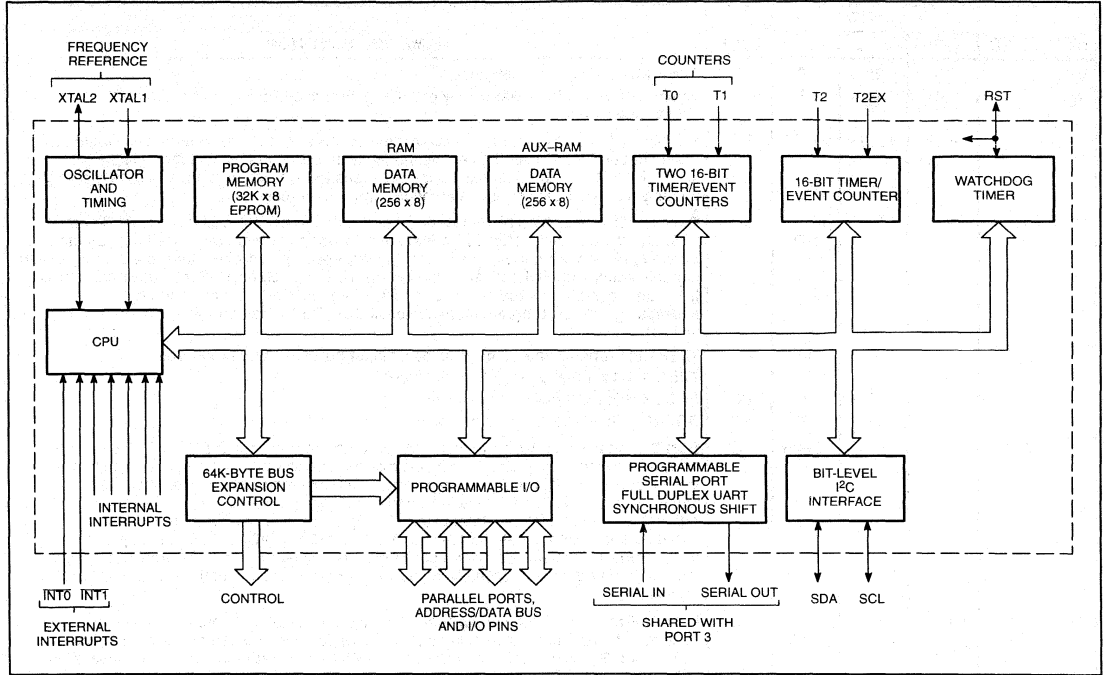 FREQUENCY
REFERENCE
XTAL2 XTAL1
COUNTERS
T0 T1
T2 T2EX
RST
OSCILLATOR
AND
TIMING
PROGRAM
MEMORY
(32K x 8
EPROM)
RAM
DATA
MEMORY
(256 x 8)
AUX–RAM
DATA
MEMORY
(256 x 8)
TWO 16-BIT
TIMER/EVENT
COUNTERS
16-BIT TIMER/
EVENT COUNTER
WATCHDOG
TIMER
CPU
INTERNAL
INTERRUPTS
64K-BYTE BUS
EXPANSION
CONTROL
PROGRAMMABLE I/O
PROGRAMMABLE
SERIAL PORT
FULL DUPLEX UART
SYNCHRONOUS SHIFT
BIT-LEVEL
I²C
INTERFACE
I̅N̅T̅0̅ I̅N̅T̅1̅
EXTERNAL
INTERRUPTS
CONTROL
PARALLEL PORTS,
ADDRESS/DATA BUS
AND I/O PINS
SERIAL IN SERIAL OUT
SHARED WITH
PORT 3
SDA SCL